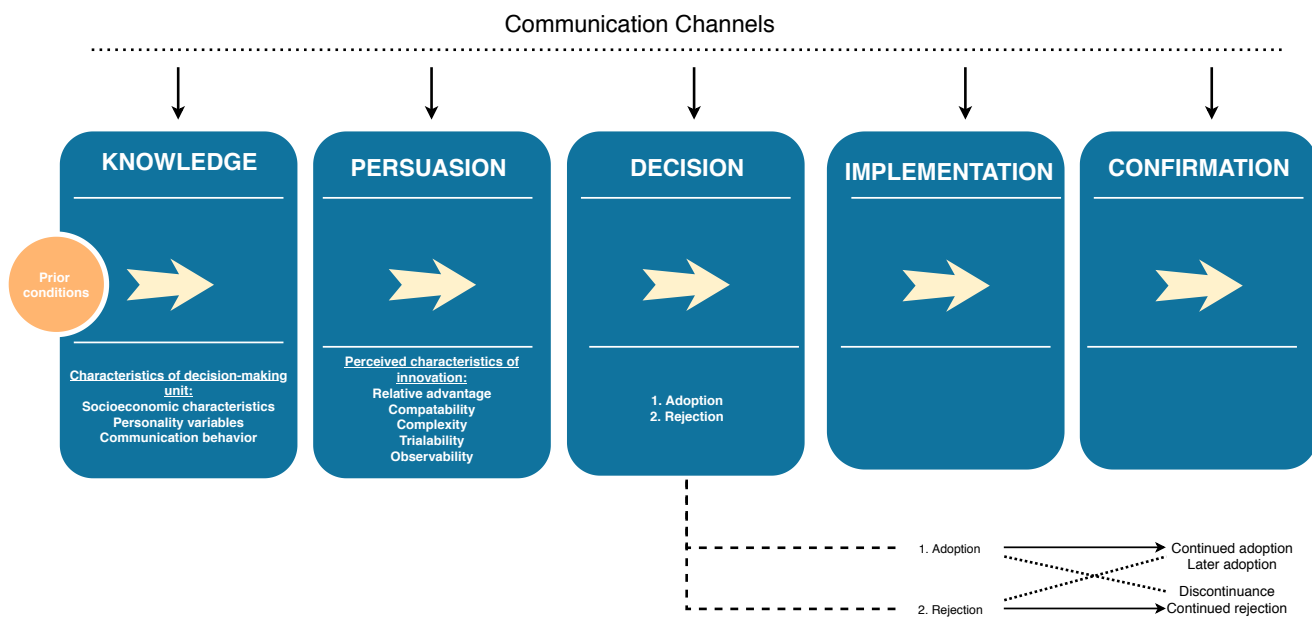 Communication Channels
KNOWLEDGE
PERSUASION
DECISION
IMPLEMENTATION
CONFIRMATION
Prior
conditions
Characteristics of decision-making
unit:
Socioeconomic characteristics
Personality variables
Communication behavior
Perceived characteristics of
innovation:
Relative advantage
Compatability
Complexity
Trialability
Observability
1. Adoption
2. Rejection
1. Adoption
Continued adoption
Later adoption
Discontinuance
2. Rejection
Continued rejection